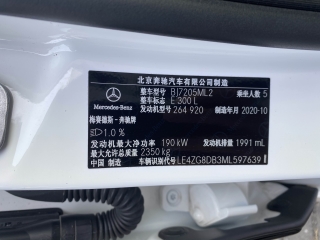 北京奔驰汽车有限公司制造
整车型号 BJ7205ML2 乘坐人数 5
整车名称 E 300 L
Mercedes-Benz 发动机型号 264 920 制造年月 2020-10
梅赛德斯-奔驰牌
≤1.0 %
发动机最大净功率 190 kW 发动机排量 1991 mL
最大允许总质量 2350 kg
中国 制造 车辆识别代号 LE4ZG8DB3ML597639